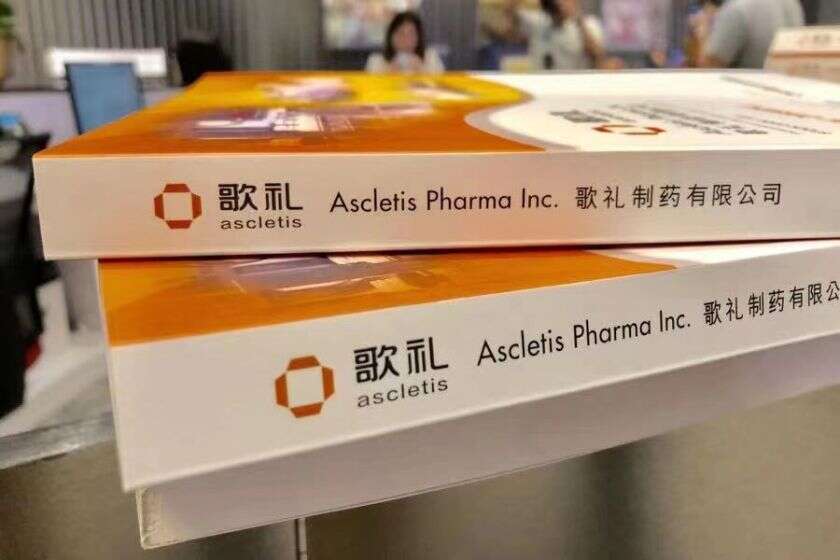 歌礼
ascletis
Ascletis Pharma Inc. 歌礼制药有限公司
歌礼
ascletis
Ascletis Pharma Inc. 歌礼制药有限公